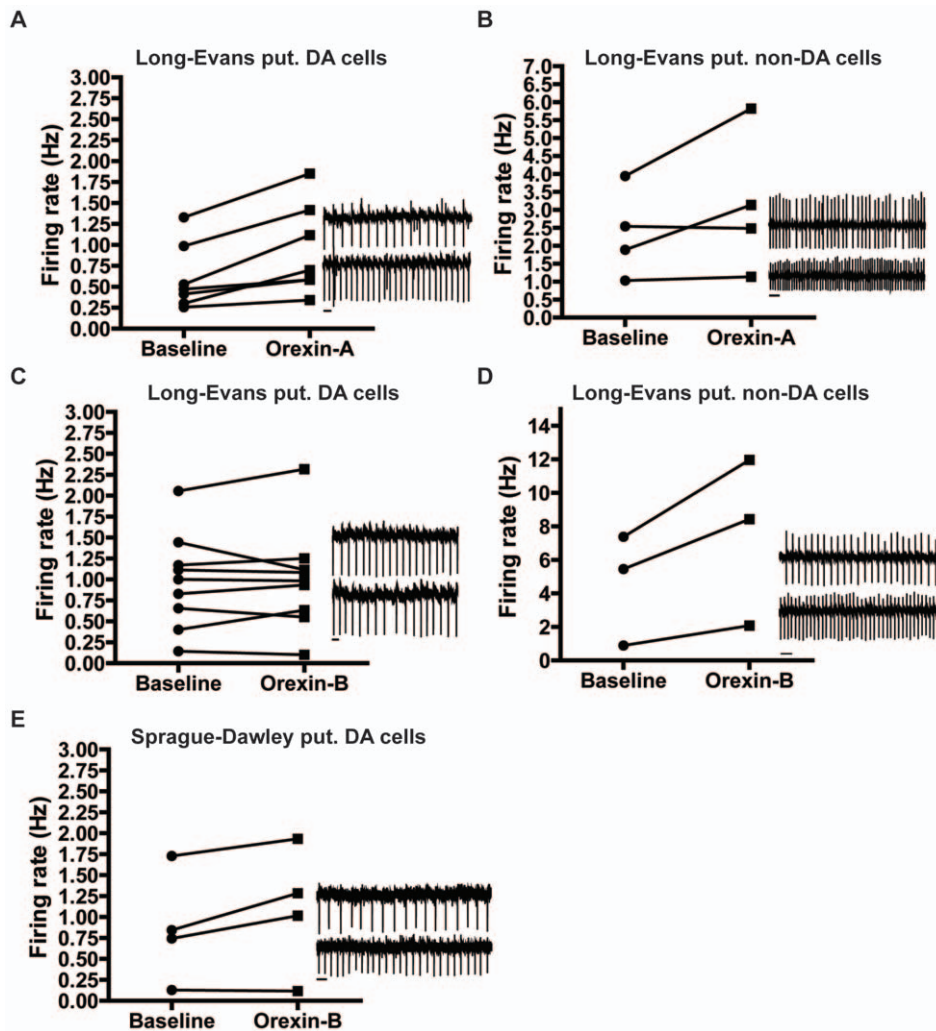 A
Long-Evans put. DA cells
3.00
2.75
2.50
2.25
2.00
1.75
1.50
1.25
1.00
0.75
0.50
0.25
0.00
Firing rate (Hz)
Baseline
Orexin-A
B
Long-Evans put. non-DA cells
7.0
6.5
6.0
5.5
5.0
4.5
4.0
3.5
3.0
2.5
2.0
1.5
1.0
0.5
0.0
Firing rate (Hz)
Baseline
Orexin-A
C
Long-Evans put. DA cells
3.00
2.75
2.50
2.25
2.00
1.75
1.50
1.25
1.00
0.75
0.50
0.25
0.00
Firing rate (Hz)
Baseline
Orexin-B
D
Long-Evans put. non-DA cells
14
12
10
8
6
4
2
0
Firing rate (Hz)
Baseline
Orexin-B
E
Sprague-Dawley put. DA cells
3.00
2.75
2.50
2.25
2.00
1.75
1.50
1.25
1.00
0.75
0.50
0.25
0.00
Firing rate (Hz)
Baseline
Orexin-B